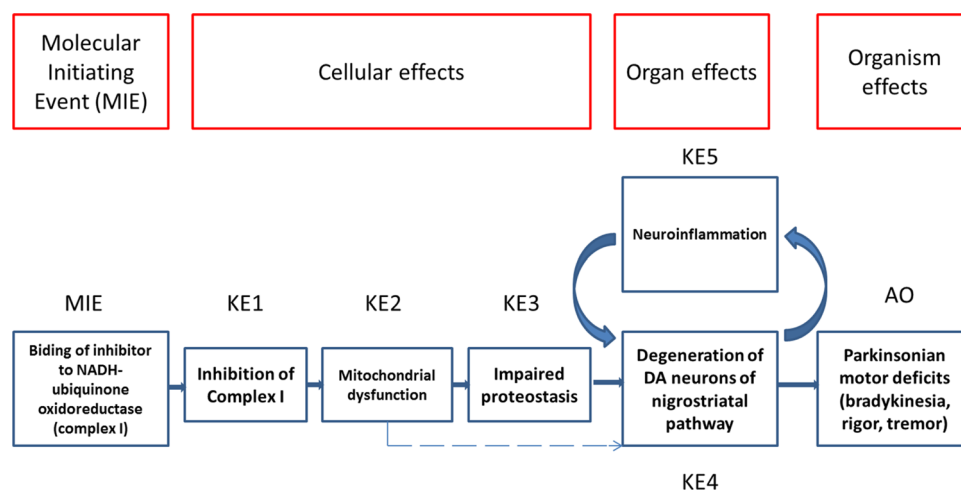 Molecular
Initiating
Event (MIE)
Cellular effects
Organ effects
Organism
effects
KE5
Neuroinflammation
MIE
KE1
KE2
KE3
AO
Biding of inhibitor
to NADH-
ubiquinone
oxidoreductase
(complex I)
Inhibition of
Complex I
Mitochondrial
dysfunction
Impaired
proteostasis
Degeneration of
DA neurons of
nigrostriatal
pathway
Parkinsonian
motor deficits
(bradykinesia,
rigor, tremor)
KE4